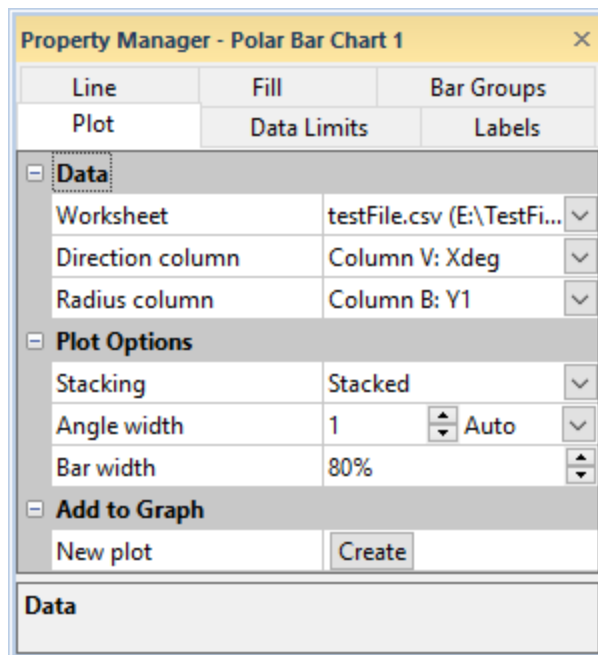 Property Manager - Polar Bar Chart 1
Line Fill Bar Groups
Plot Data Limits Labels
Data
Worksheet testFile.csv (E:\TestFi...
Direction column Column V: Xdeg
Radius column Column B: Y1
Plot Options
Stacking Stacked
Angle width 1 Auto
Bar width 80%
Add to Graph
New plot Create
Data